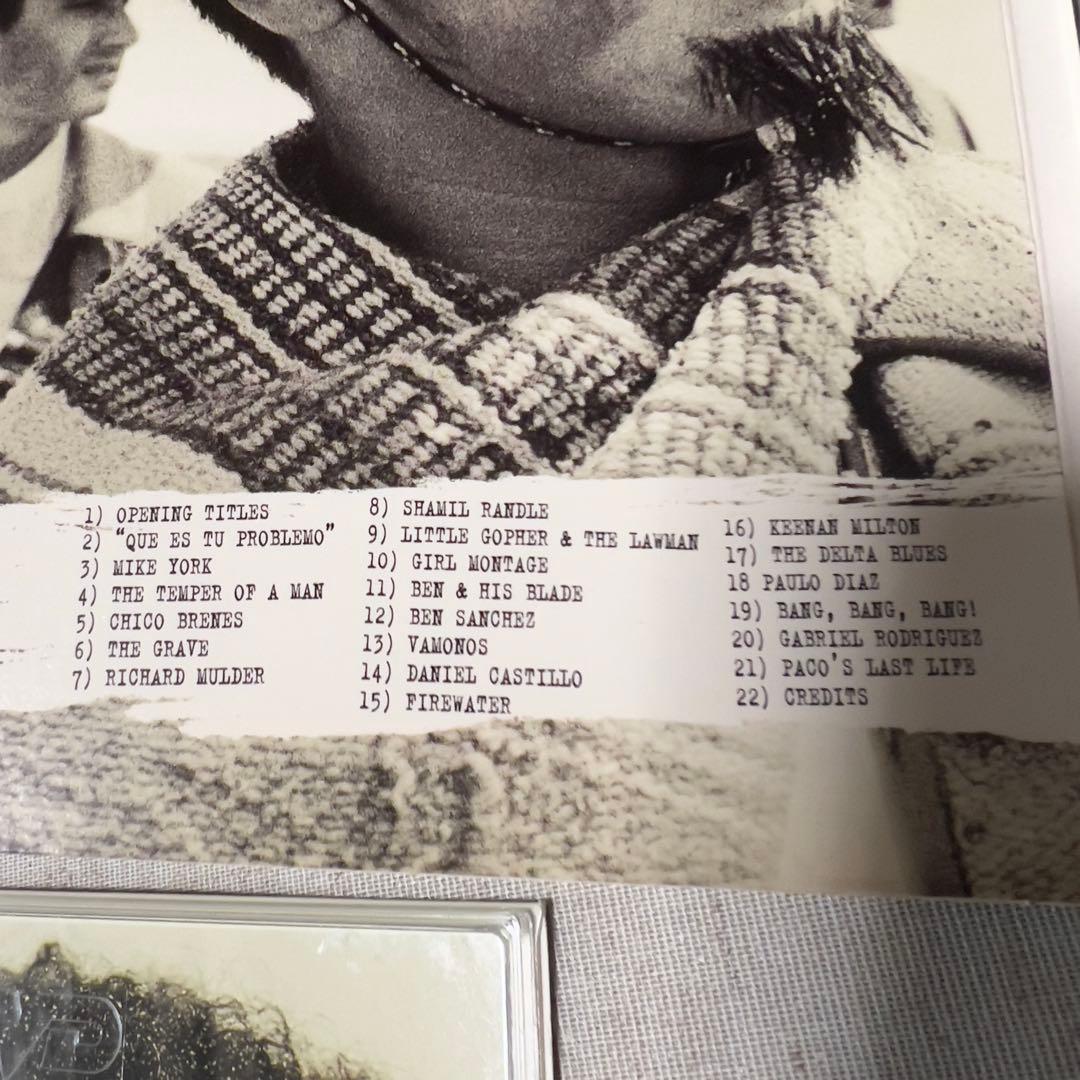 1) OPENING TITLES
2) "QUE ES TU PROBLEMO"
3) MIKE YORK
4) THE TEMPER OF A MAN
5) CHICO BRENES
6) THE GRAVE
7) RICHARD MULDER
8) SHAMIL RANDLE
9) LITTLE GOPHER & THE LAWMAN
10) GIRL MONTAGE
11) BEN & HIS BLADE
12) BEN SANCHEZ
13) VAMONOS
14) DANIEL CASTILLO
15) FIREWATER
16) KEENAN MILTON
17) THE DELTA BLUES
18 PAULO DIAZ
19) BANG, BANG, BANG!
20) GABRIEL RODRIGUEZ
21) PACO'S LAST LIFE
22) CREDITS